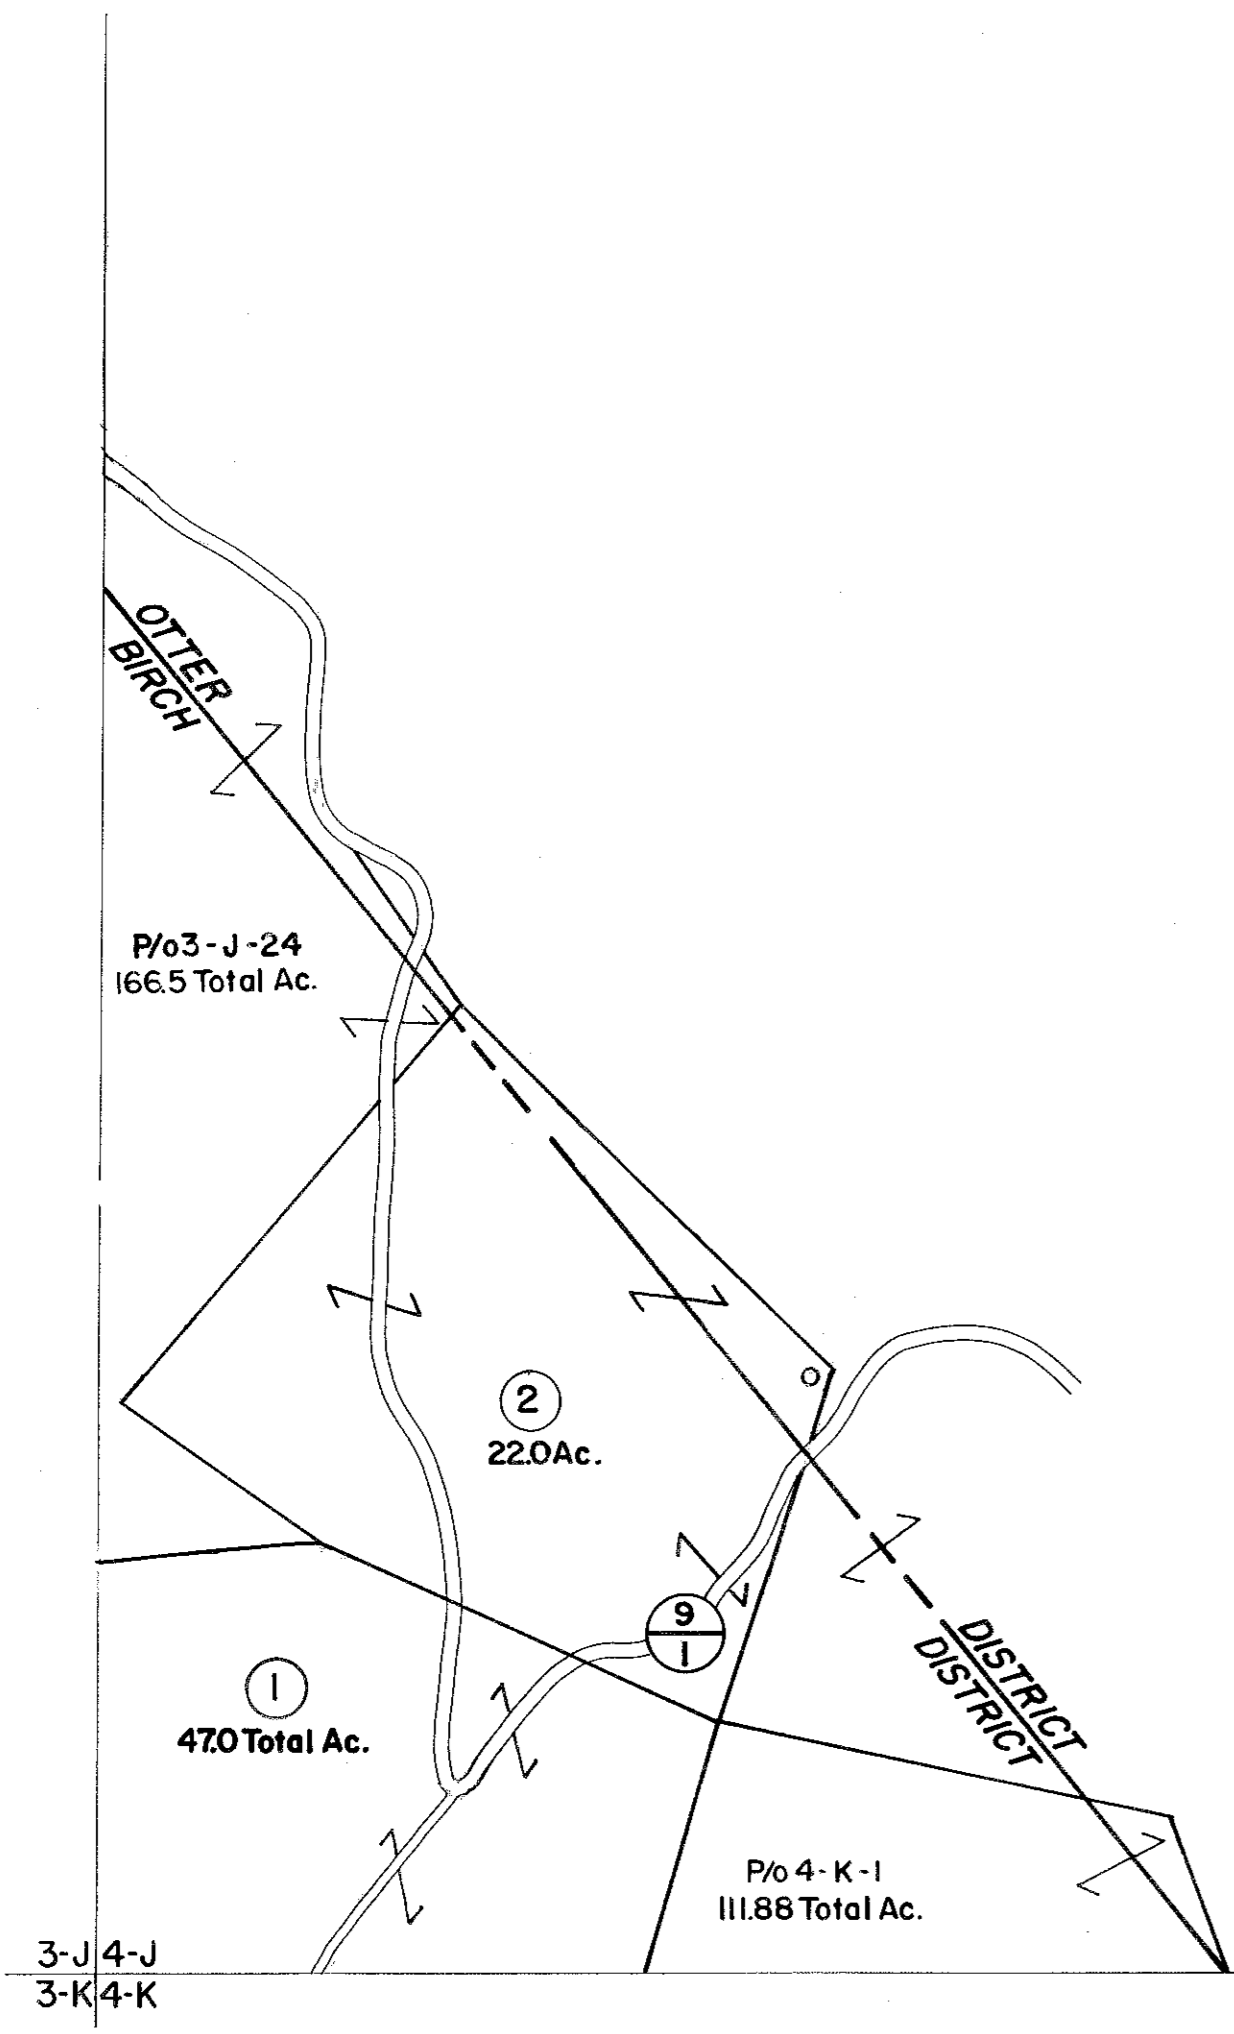 OTTER
BIRCH
P/o 3-J-24
166.5 Total Ac.
2
22.0 Ac.
9
1
1
47.0 Total Ac.
DISTRICT
DISTRICT
P/o 4-K-1
111.88 Total Ac.
3-J 4-J
3-K 4-K